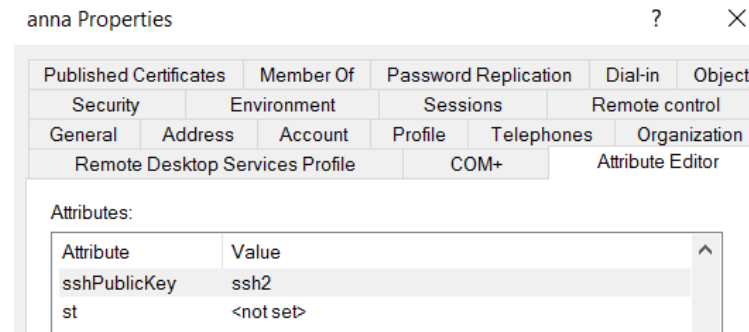 anna Properties
Published Certificates Member Of Password Replication Dial-in Object
Security Environment Sessions Remote control
General Address Account Profile Telephones Organization
Remote Desktop Services Profile COM+ Attribute Editor
Attributes:
Attribute Value
sshPublicKey ssh2
st <not set>